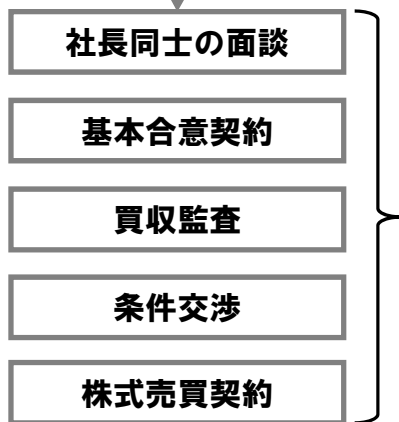 社長同士の面談
基本合意契約
買収監査
条件交渉
株式売買契約